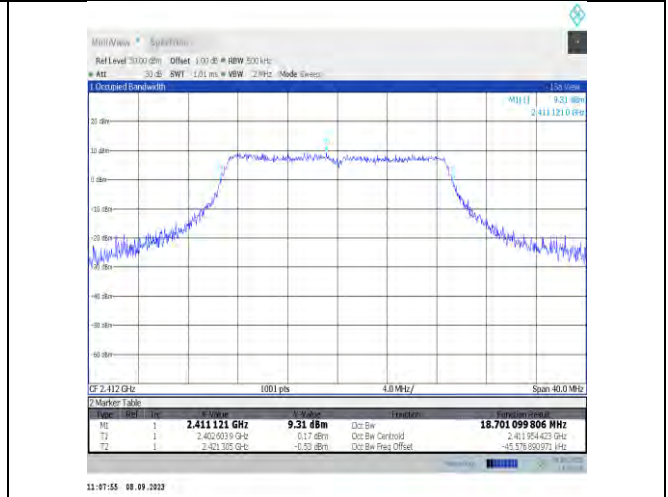 MultiView Spectrum
Ref Level 30.00 dBm Offset 1.00 dB RBW 500 kHz
Att 30 dB SWT 1.01 ms VBW 2 MHz Mode Sweep
1 Occupied Bandwidth
M1[1] 9.31 dBm
2.411 121 0 GHz
20 dBm
10 dBm
0 dBm
-10 dBm
-20 dBm
-30 dBm
-40 dBm
-50 dBm
-60 dBm
CF 2.412 GHz 1001 pts 4.0 MHz/ Span 40.0 MHz
2 Marker Table
Type Ref Trc X-Value Y-Value Function Function Result
M1 1 2.411 121 GHz 9.31 dBm Occ Bw 18.701 099 806 MHz
T1 1 2.402 603 9 GHz 0.17 dBm Occ Bw Centroid 2.411 954 423 GHz
T2 1 2.421 305 GHz -0.53 dBm Occ Bw Freq Offset -45.576 890 971 kHz
11:07:55 08.09.2023